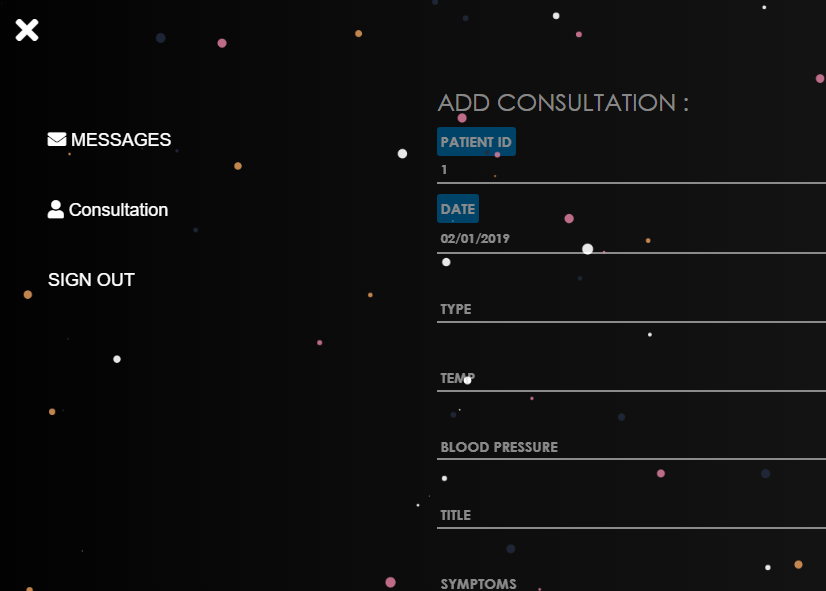 MESSAGES
Consultation
SIGN OUT
ADD CONSULTATION :
PATIENT ID
1
DATE
02/01/2019
TYPE
TEMP
BLOOD PRESSURE
TITLE
SYMPTOMS